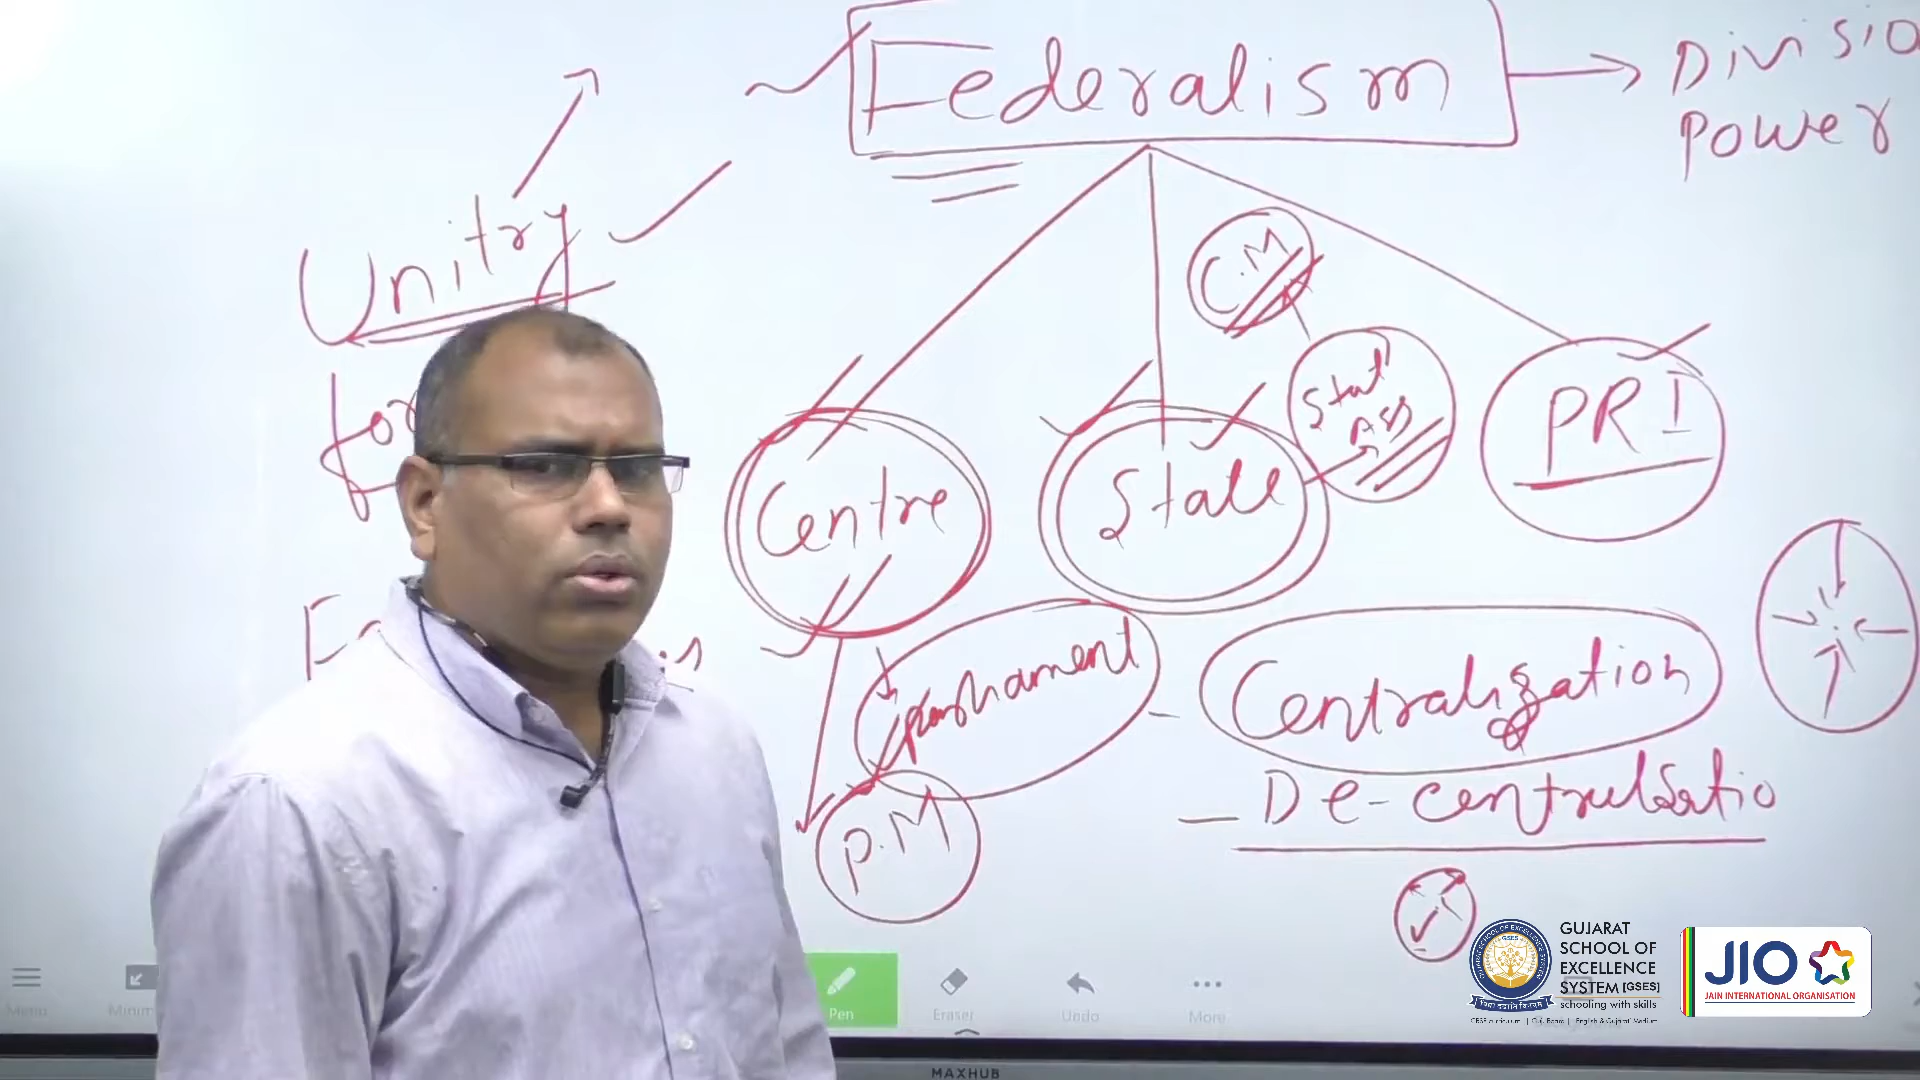 Federalism
Divisio
Power
Unitry
for
C.M
Stat
ASS
PRI
Centre
State
Parliament
Centralization
De-centralisatio
P.M
Menu
Pen
Eraser
Undo
More
GUJARAT
SCHOOL OF
EXCELLENCE
SYSTEM [GSES]
schooling with skills
JIO
JAIN INTERNATIONAL ORGANISATION
MAXHUB